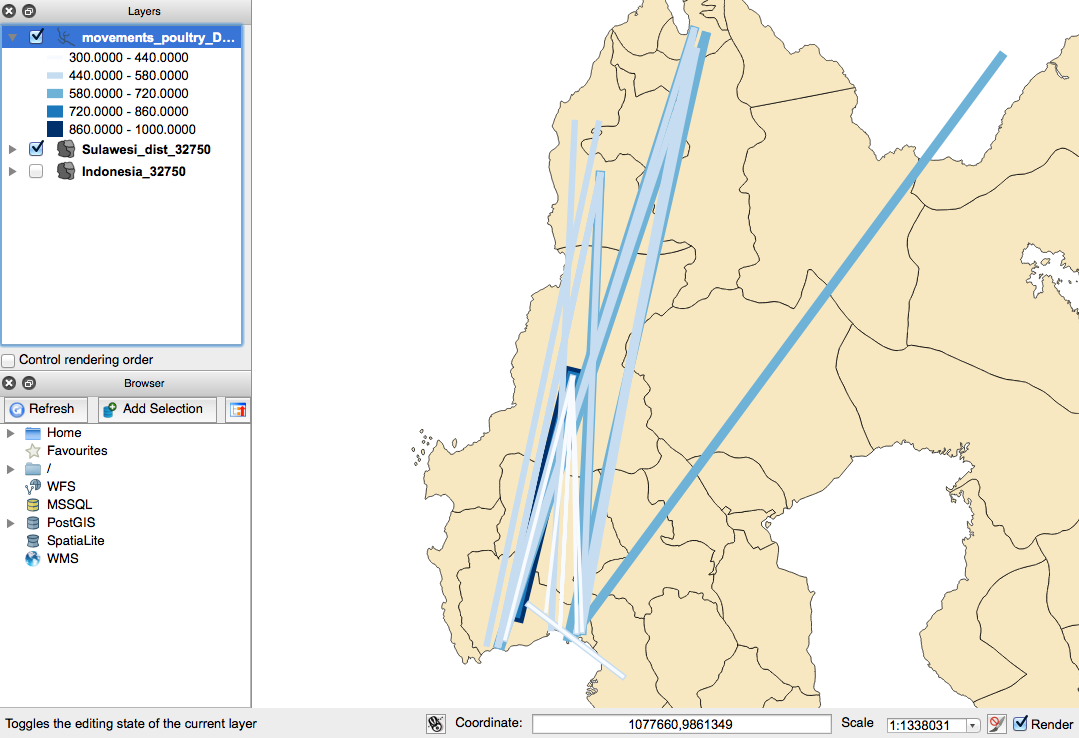 Layers
movements_poultry_D...
300.0000 - 440.0000
440.0000 - 580.0000
580.0000 - 720.0000
720.0000 - 860.0000
860.0000 - 1000.0000
Sulawesi_dist_32750
Indonesia_32750
Control rendering order
Browser
Refresh Add Selection
Home
Favourites
/
WFS
MSSQL
PostGIS
SpatiaLite
WMS
Toggles the editing state of the current layer Coordinate: 1077660,9861349 Scale 1:1338031 Render